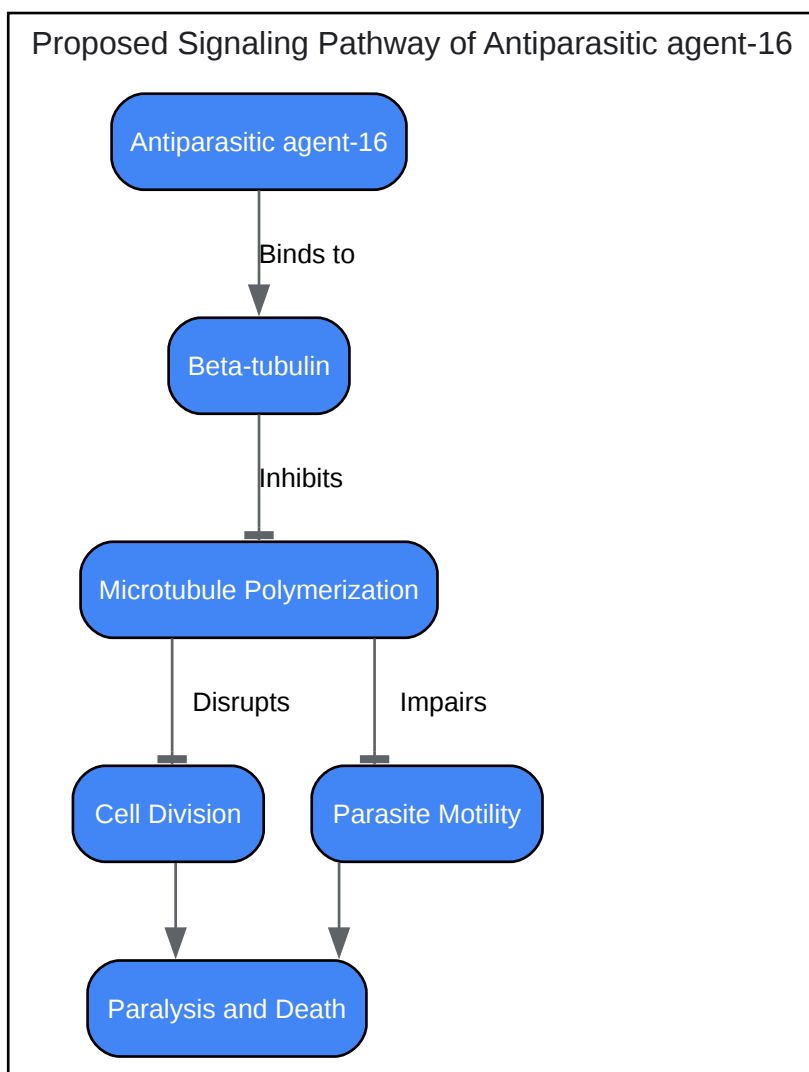 Proposed Signaling Pathway of Antiparasitic agent-16
Antiparasitic agent-16
Binds to
Beta-tubulin
Inhibits
Microtubule Polymerization
Disrupts
Impairs
Cell Division
Parasite Motility
Paralysis and Death